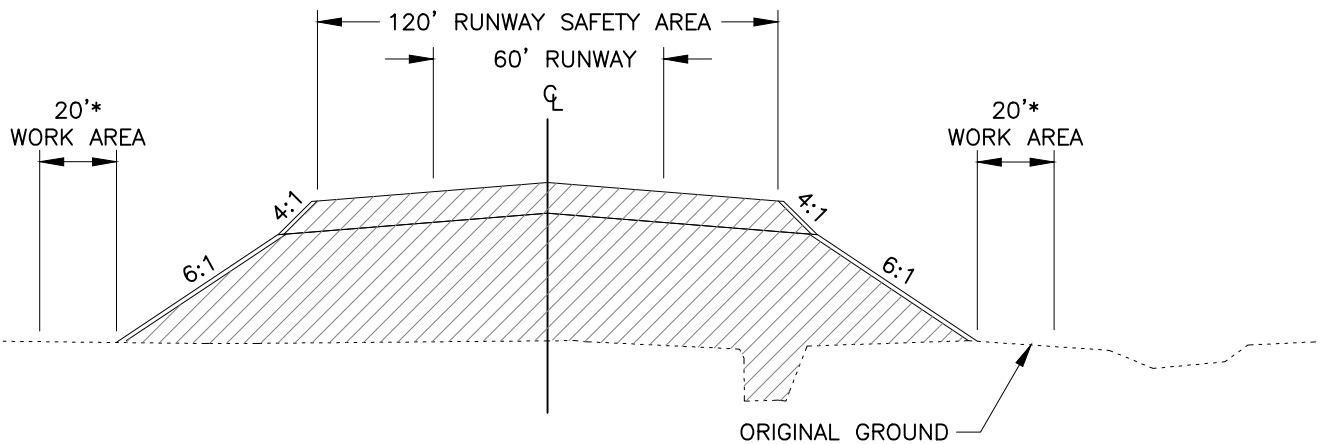 120' RUNWAY SAFETY AREA
60' RUNWAY
℄
20'*
WORK AREA
20'*
WORK AREA
4:1
4:1
6:1
6:1
ORIGINAL GROUND